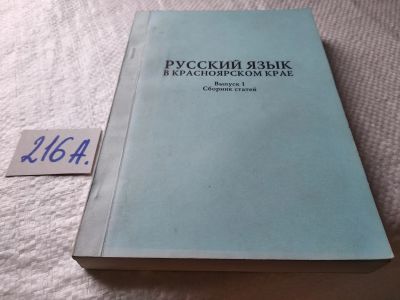 РУССКИЙ ЯЗЫК
В КРАСНОЯРСКОМ КРАЕ
Выпуск 1
Сборник статей
216А.